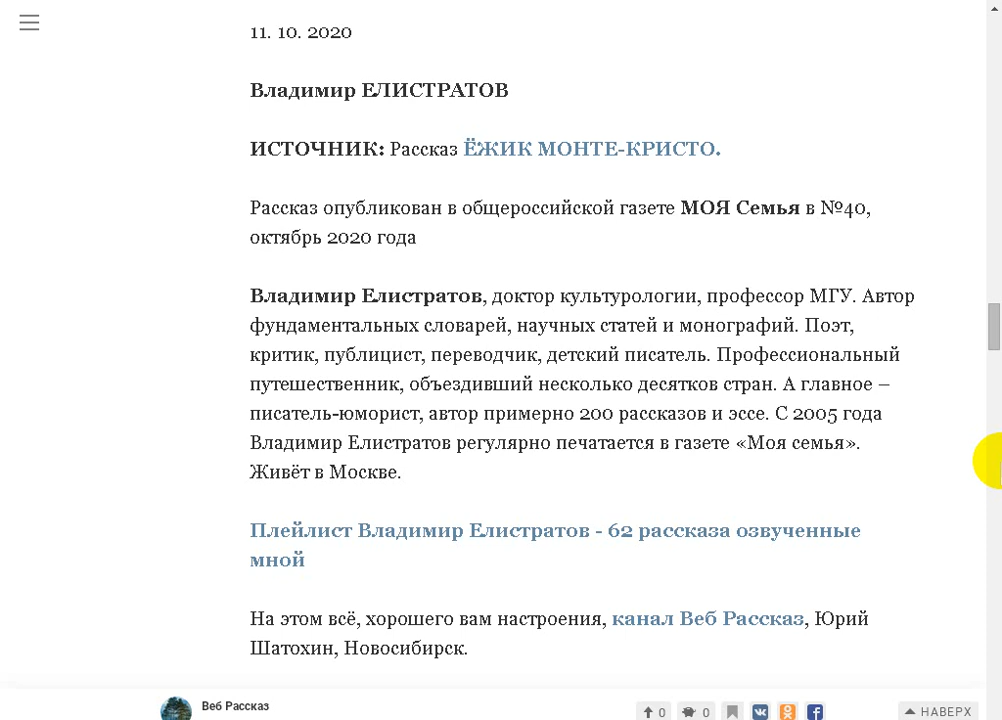 11. 10. 2020
Владимир ЕЛИСТРАТОВ
ИСТОЧНИК: Рассказ ЁЖИК МОНТЕ-КРИСТО.
Рассказ опубликован в общероссийской газете МОЯ Семья в №40,
октябрь 2020 года
Владимир Елистратов, доктор культурологии, профессор МГУ. Автор
фундаментальных словарей, научных статей и монографий. Поэт,
критик, публицист, переводчик, детский писатель. Профессиональный
путешественник, объездивший несколько десятков стран. А главное –
писатель-юморист, автор примерно 200 рассказов и эссе. С 2005 года
Владимир Елистратов регулярно печатается в газете «Моя семья».
Живёт в Москве.
Плейлист Владимир Елистратов - 62 рассказа озвученные
мной
На этом всё, хорошего вам настроения, канал Веб Рассказ, Юрий
Шатохин, Новосибирск.
Веб Рассказ 0 0 НАВЕРХ